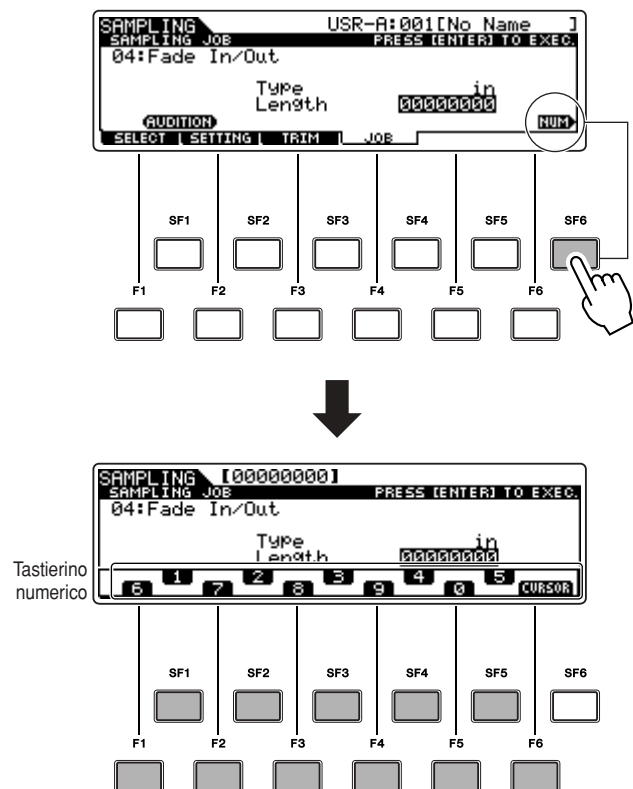 SAMPLING USR-A:001[No Name ]
SAMPLING JOB PRESS [ENTER] TO EXEC.
04:Fade In/Out
Type in
Length 00000000
AUDITION NUM
SELECT SETTING TRIM JOB
SF1 SF2 SF3 SF4 SF5 SF6
F1 F2 F3 F4 F5 F6
SAMPLING [00000000]
SAMPLING JOB PRESS [ENTER] TO EXEC.
04:Fade In/Out
Type in
Length 00000000
Tastierino
numerico
1 2 3 4 5
6 7 8 9 0 CURSOR
SF1 SF2 SF3 SF4 SF5 SF6
F1 F2 F3 F4 F5 F6